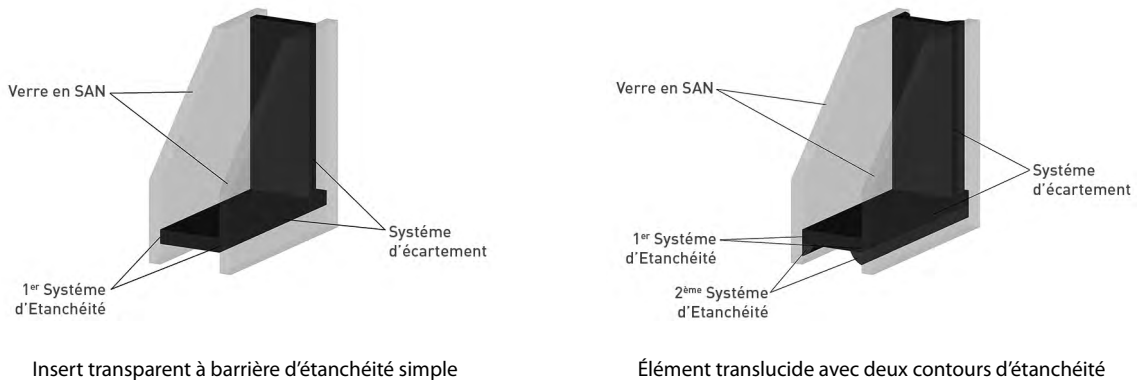 Verre en SAN
Systéme
d'écartement
1er Systéme
d'Etanchéité
Insert transparent à barrière d'étanchéité simple
Verre en SAN
Systéme
d'écartement
1er Systéme
d'Etanchéité
2ème Systéme
d'Etanchéité
Élément translucide avec deux contours d'étanchéité